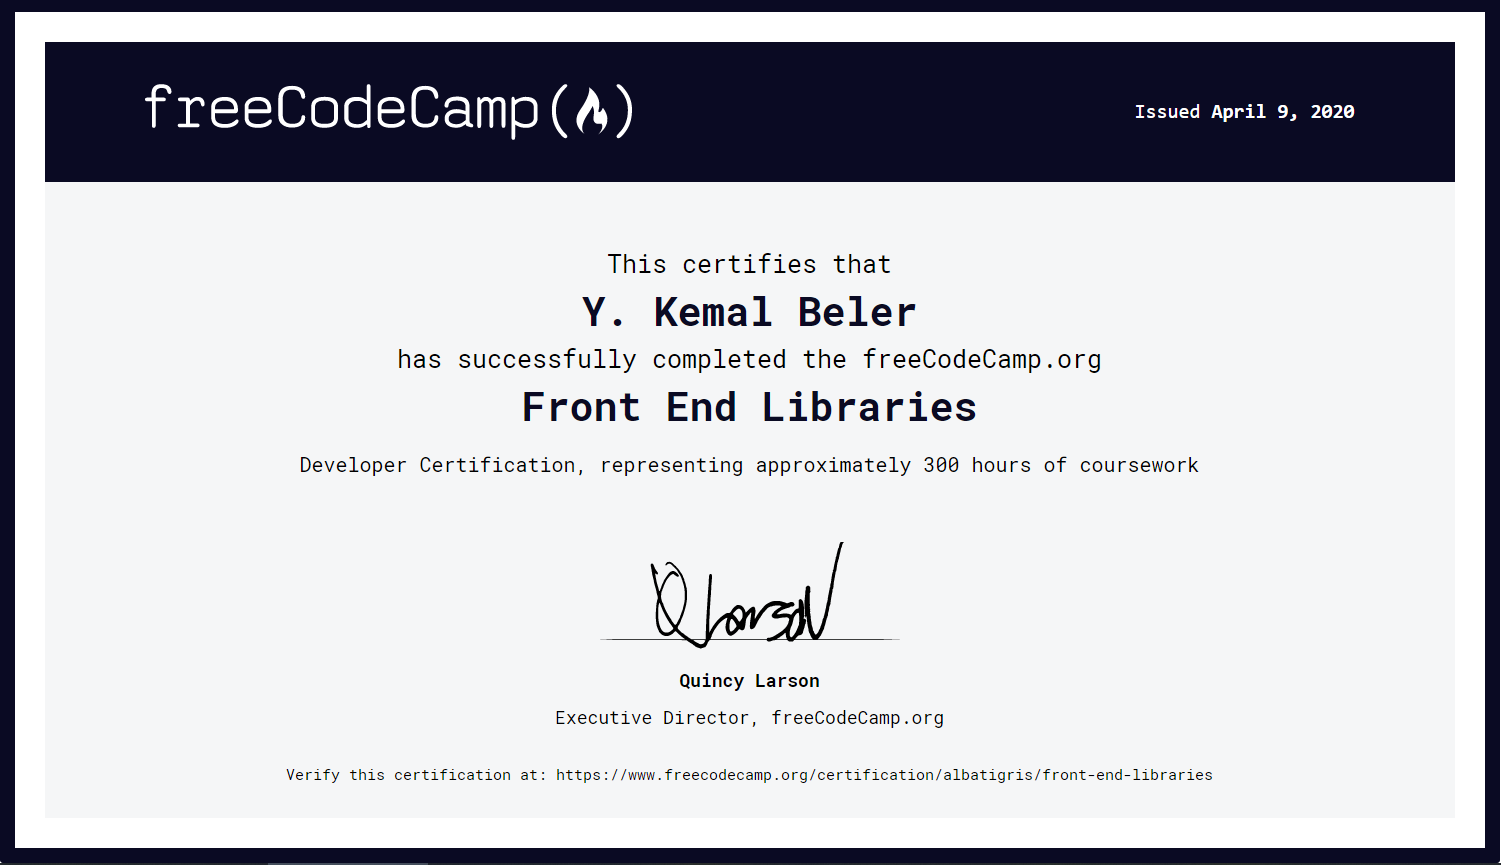 freeCodeCamp
Issued April 9, 2020
This certifies that
Y. Kemal Beler
has successfully completed the freeCodeCamp.org
Front End Libraries
Developer Certification, representing approximately 300 hours of coursework
Q Larson
Quincy Larson
Executive Director, freeCodeCamp.org
Verify this certification at: https://www.freecodecamp.org/certification/albatigris/front-end-libraries